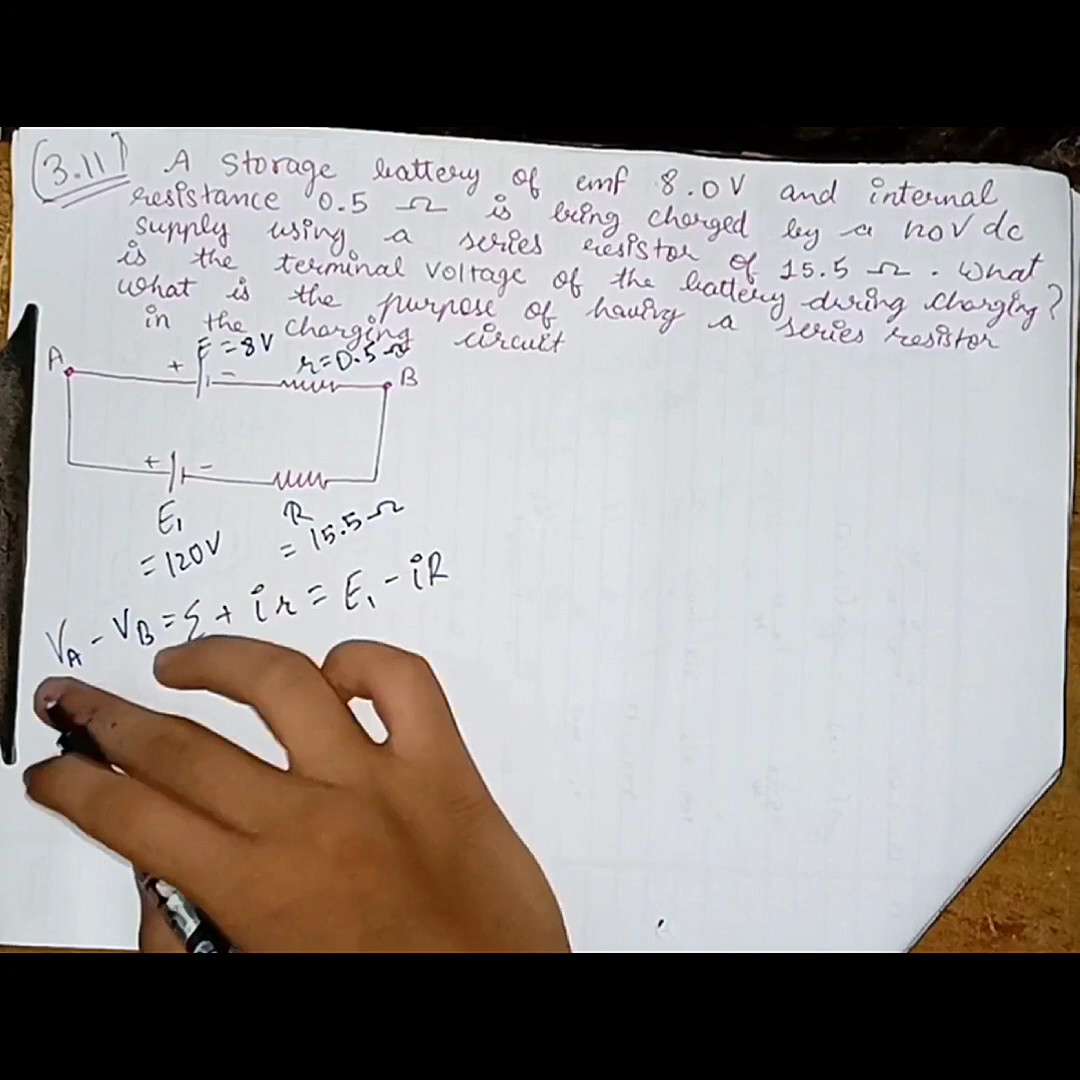 (3.11) A storage battery of emf 8.0V and internal
resistance 0.5 Ω is being charged by a 120V dc
supply using a series resistor of 15.5 Ω. What
is the terminal voltage of the battery during charging?
what is the purpose of having a series resistor
in the charging circuit
E = 8V
r = 0.5 Ω
A + - B
+ -
E₁ R
= 120V = 15.5 Ω
V_A - V_B = ξ + ir = E₁ - iR